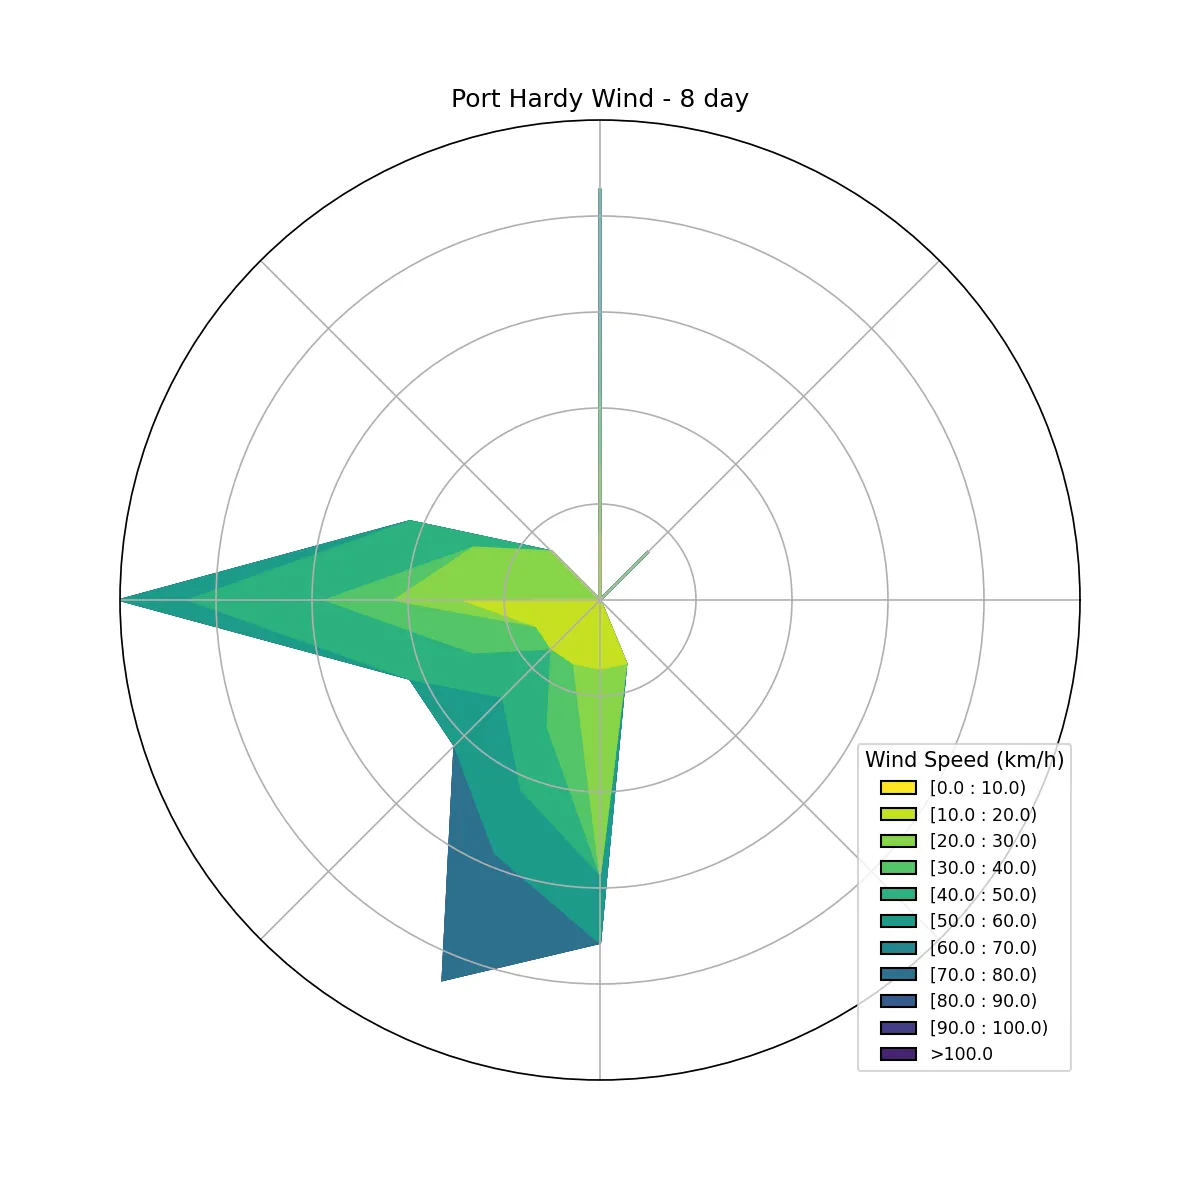 Port Hardy Wind - 8 day
Wind Speed (km/h)
[0.0 : 10.0)
[10.0 : 20.0)
[20.0 : 30.0)
[30.0 : 40.0)
[40.0 : 50.0)
[50.0 : 60.0)
[60.0 : 70.0)
[70.0 : 80.0)
[80.0 : 90.0)
[90.0 : 100.0)
>100.0